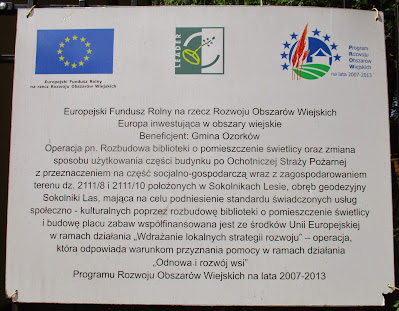 Europejski Fundusz Rolny
na rzecz Rozwoju Obszarów Wiejskich
LEADER
Program
Rozwoju
Obszarów
Wiejskich
na lata 2007-2013
Europejski Fundusz Rolny na rzecz Rozwoju Obszarów Wiejskich
Europa inwestująca w obszary wiejskie
Beneficjent: Gmina Ozorków
Operacja pn. Rozbudowa biblioteki o pomieszczenie świetlicy oraz zmiana
sposobu użytkowania części budynku po Ochotniczej Straży Pożarnej
z przeznaczeniem na część socjalno-gospodarczą wraz z zagospodarowaniem
terenu dz. 2111/8 i 2111/10 położonych w Sokolnikach Lesie, obręb geodezyjny
Sokolniki Las, mająca na celu podniesienie standardu świadczonych usług
społeczno - kulturalnych poprzez rozbudowę biblioteki o pomieszczenie świetlicy
i budowę placu zabaw współfinansowana jest ze środków Unii Europejskiej
w ramach działania „Wdrażanie lokalnych strategii rozwoju” – operacja,
która odpowiada warunkom przyznania pomocy w ramach działania
„Odnowa i rozwój wsi”
Programu Rozwoju Obszarów Wiejskich na lata 2007-2013